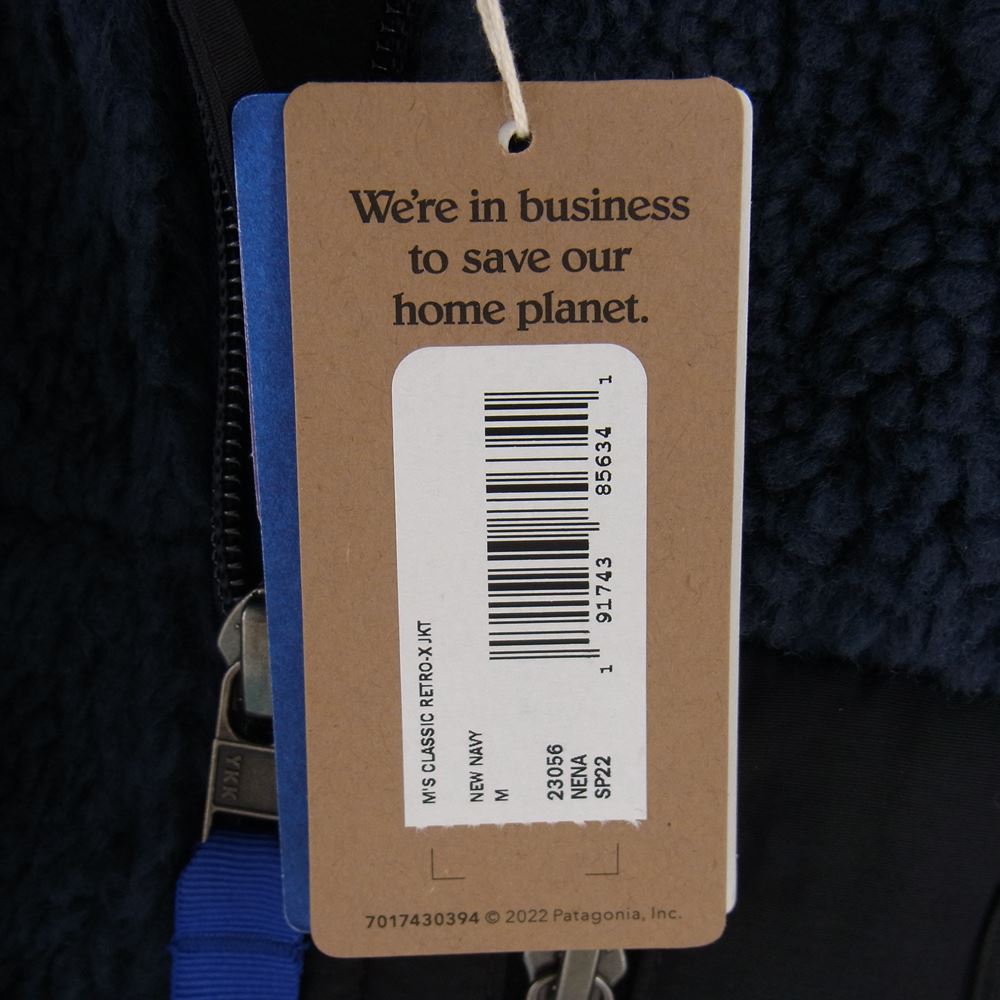 We're in business
to save our
home planet.
M'S CLASSIC RETRO-X JKT
NEW NAVY
M
23056
NENA
SP22
1 91743 85634 1
7017430394 © 2022 Patagonia, Inc.
YKK